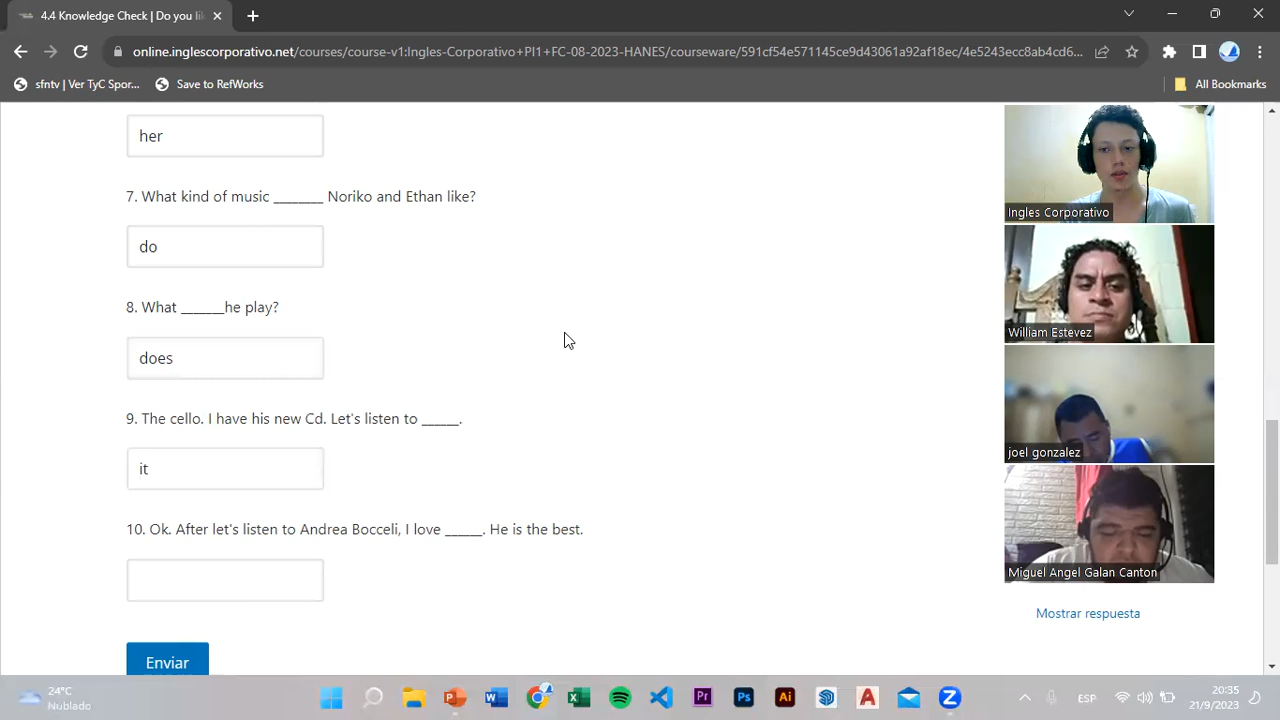 4.4 Knowledge Check | Do you li
online.inglescorporativo.net/courses/course-v1:Ingles-Corporativo+PI1+FC-08-2023-HANES/courseware/591cf54e571145ce9d43061a92af18ec/4e5243ecc8ab4cd6...
sfntv | Ver TyC Spor...
Save to RefWorks
All Bookmarks
her
7. What kind of music ________ Noriko and Ethan like?
do
8. What _______he play?
does
9. The cello. I have his new Cd. Let's listen to ______.
it
10. Ok. After let's listen to Andrea Bocceli, I love ______. He is the best.
Enviar
Mostrar respuesta
Ingles Corporativo
William Estevez
joel gonzalez
Miguel Angel Galan Canton
24°C
Nublado
ESP
20:35
21/9/2023